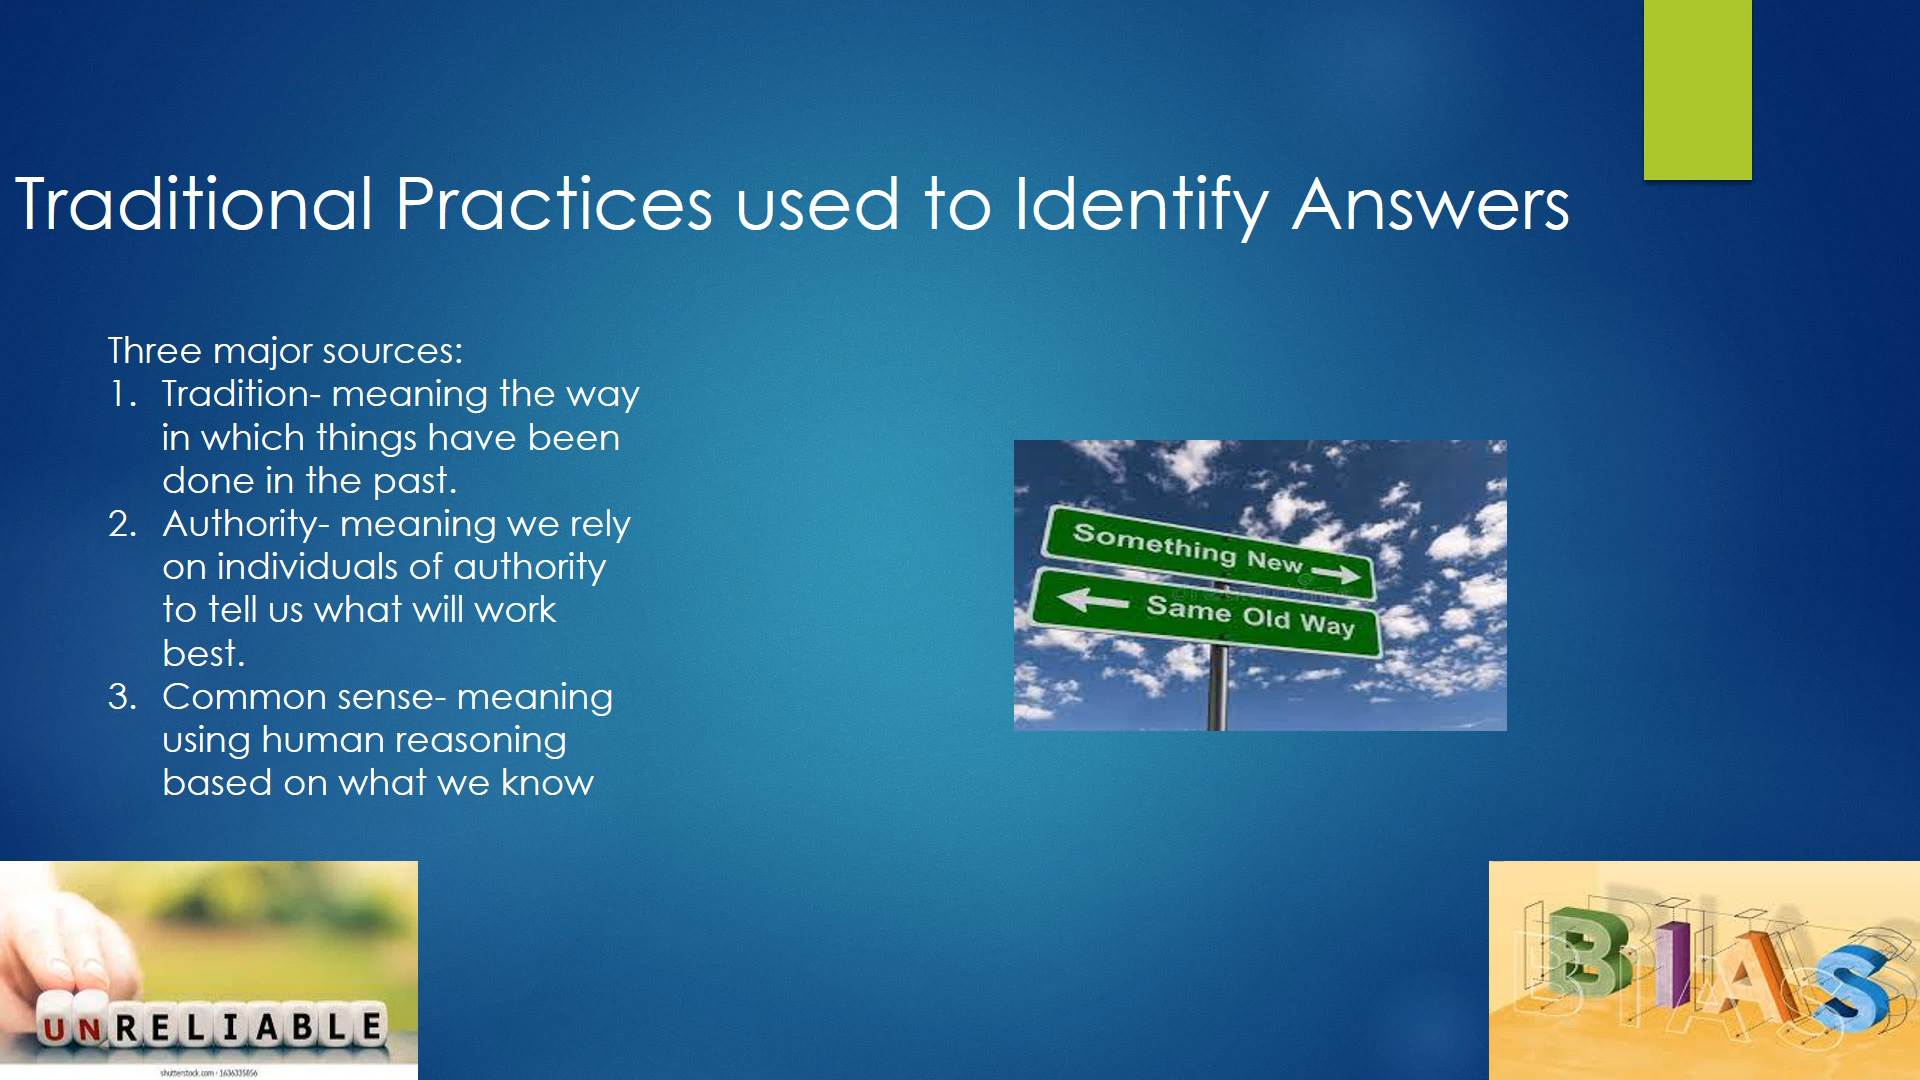 Traditional Practices used to Identify Answers
Three major sources:
1. Tradition- meaning the way
in which things have been
done in the past.
2. Authority- meaning we rely
on individuals of authority
to tell us what will work
best.
3. Common sense- meaning
using human reasoning
based on what we know
Something New
Same Old Way
UNRELIABLE
shutterstock.com · 1636335856
BIAS